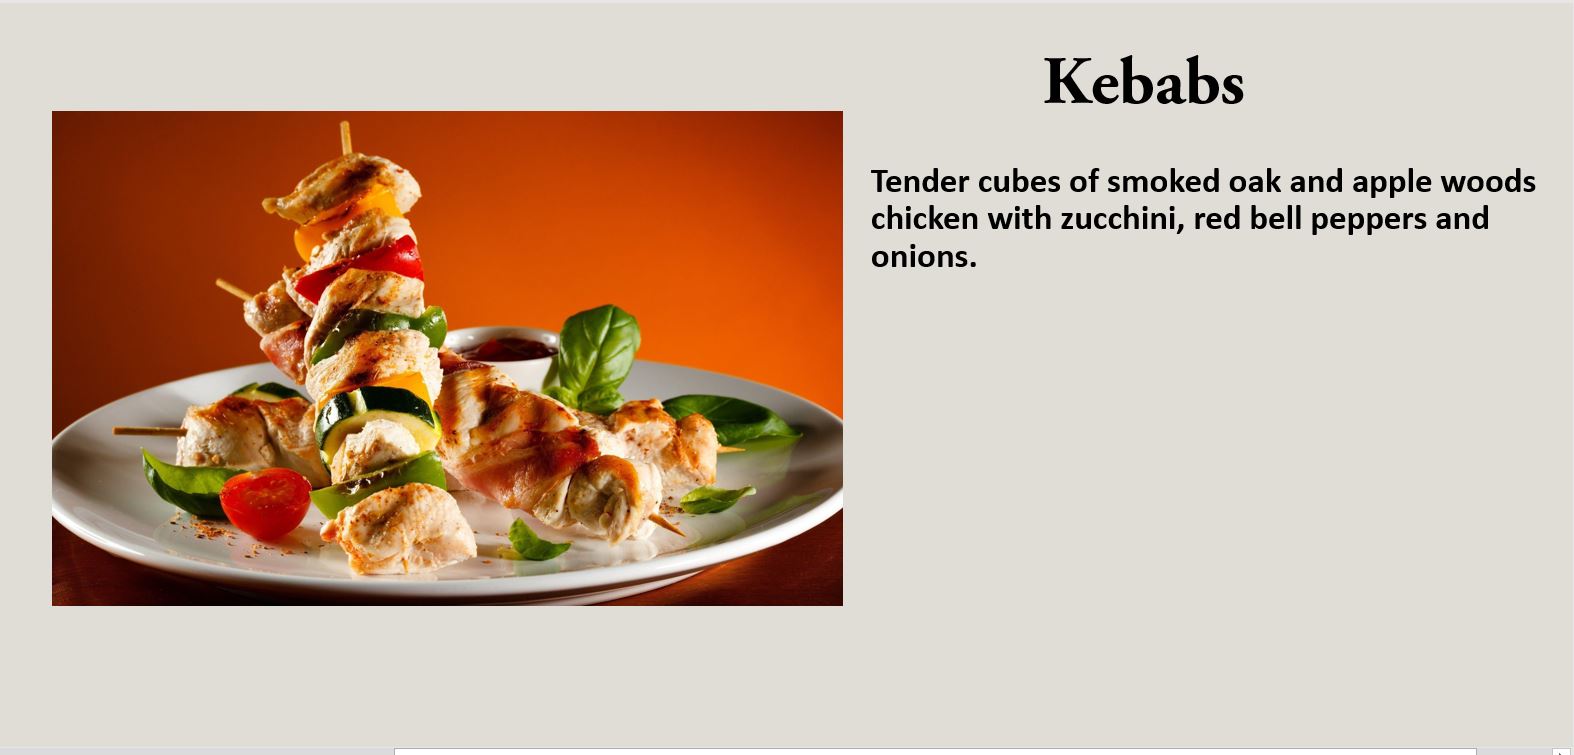 Kebabs
Tender cubes of smoked oak and apple woods
chicken with zucchini, red bell peppers and
onions.